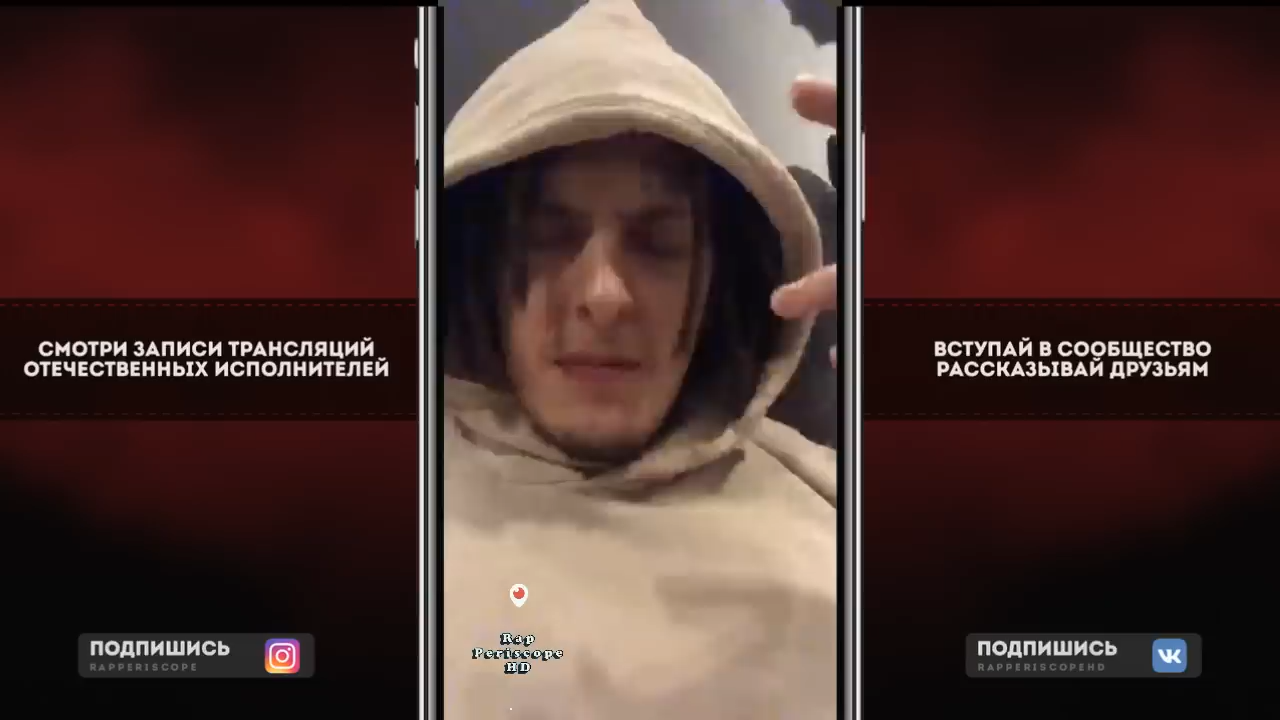 СМОТРИ ЗАПИСИ ТРАНСЛЯЦИЙ
ОТЕЧЕСТВЕННЫХ ИСПОЛНИТЕЛЕЙ
ВСТУПАЙ В СООБЩЕСТВО
РАССКАЗЫВАЙ ДРУЗЬЯМ
Rap
Periscope
HD
ПОДПИШИСЬ
RAPPERISCOPE
ПОДПИШИСЬ
RAPPERISCOPEHD